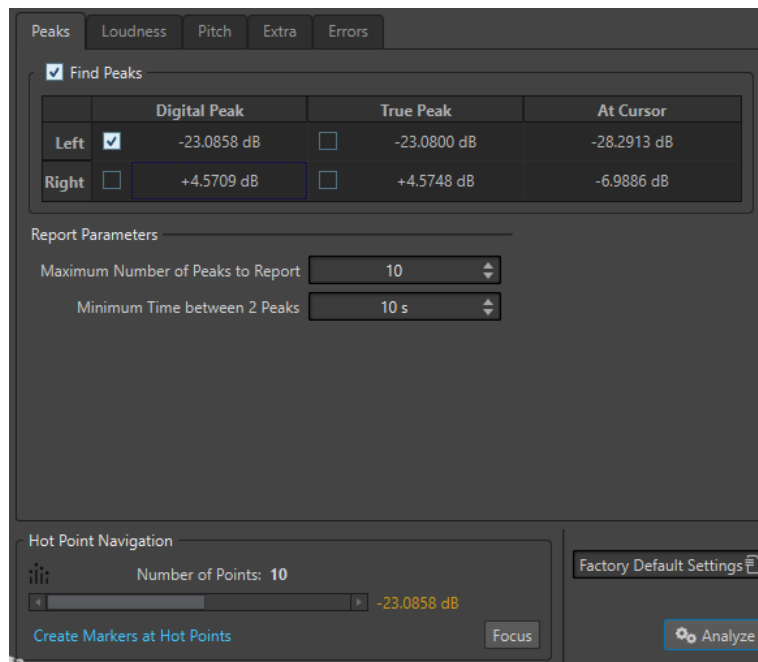 Peaks Loudness Pitch Extra Errors
Find Peaks
Digital Peak True Peak At Cursor
Left -23.0858 dB -23.0800 dB -28.2913 dB
Right +4.5709 dB +4.5748 dB -6.9886 dB
Report Parameters
Maximum Number of Peaks to Report 10
Minimum Time between 2 Peaks 10 s
Hot Point Navigation
Number of Points: 10
Factory Default Settings
-23.0858 dB
Create Markers at Hot Points Focus Analyze